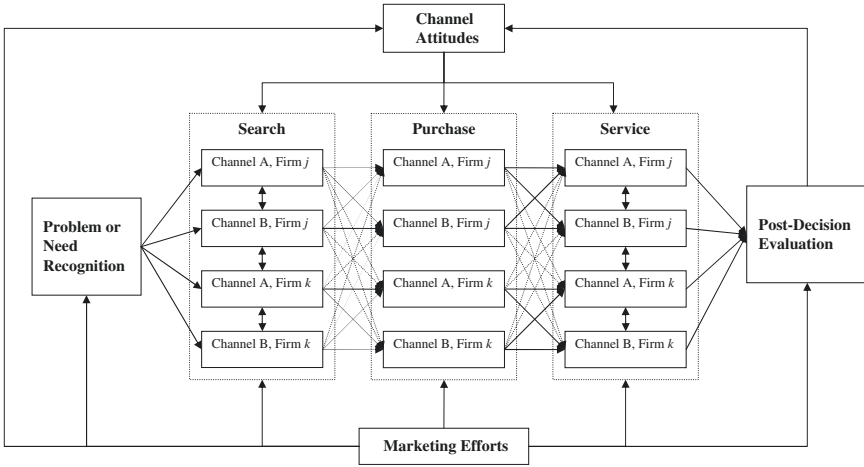 Channel
Attitudes
Search
Channel A, Firm j
Channel B, Firm j
Channel A, Firm k
Channel B, Firm k
Purchase
Channel A, Firm j
Channel B, Firm j
Channel A, Firm k
Channel B, Firm k
Service
Channel A, Firm j
Channel B, Firm j
Channel A, Firm k
Channel B, Firm k
Problem or
Need
Recognition
Post-Decision
Evaluation
Marketing Efforts